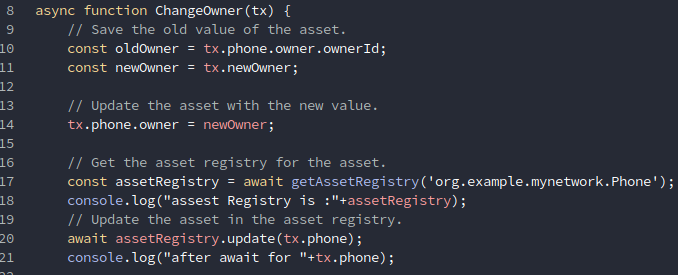 8 async function ChangeOwner(tx) {
9 // Save the old value of the asset.
10 const oldOwner = tx.phone.owner.ownerId;
11 const newOwner = tx.newOwner;
12
13 // Update the asset with the new value.
14 tx.phone.owner = newOwner;
15
16 // Get the asset registry for the asset.
17 const assetRegistry = await getAssetRegistry('org.example.mynetwork.Phone');
18 console.log("assest Registry is :"+assetRegistry);
19 // Update the asset in the asset registry.
20 await assetRegistry.update(tx.phone);
21 console.log("after await for "+tx.phone);